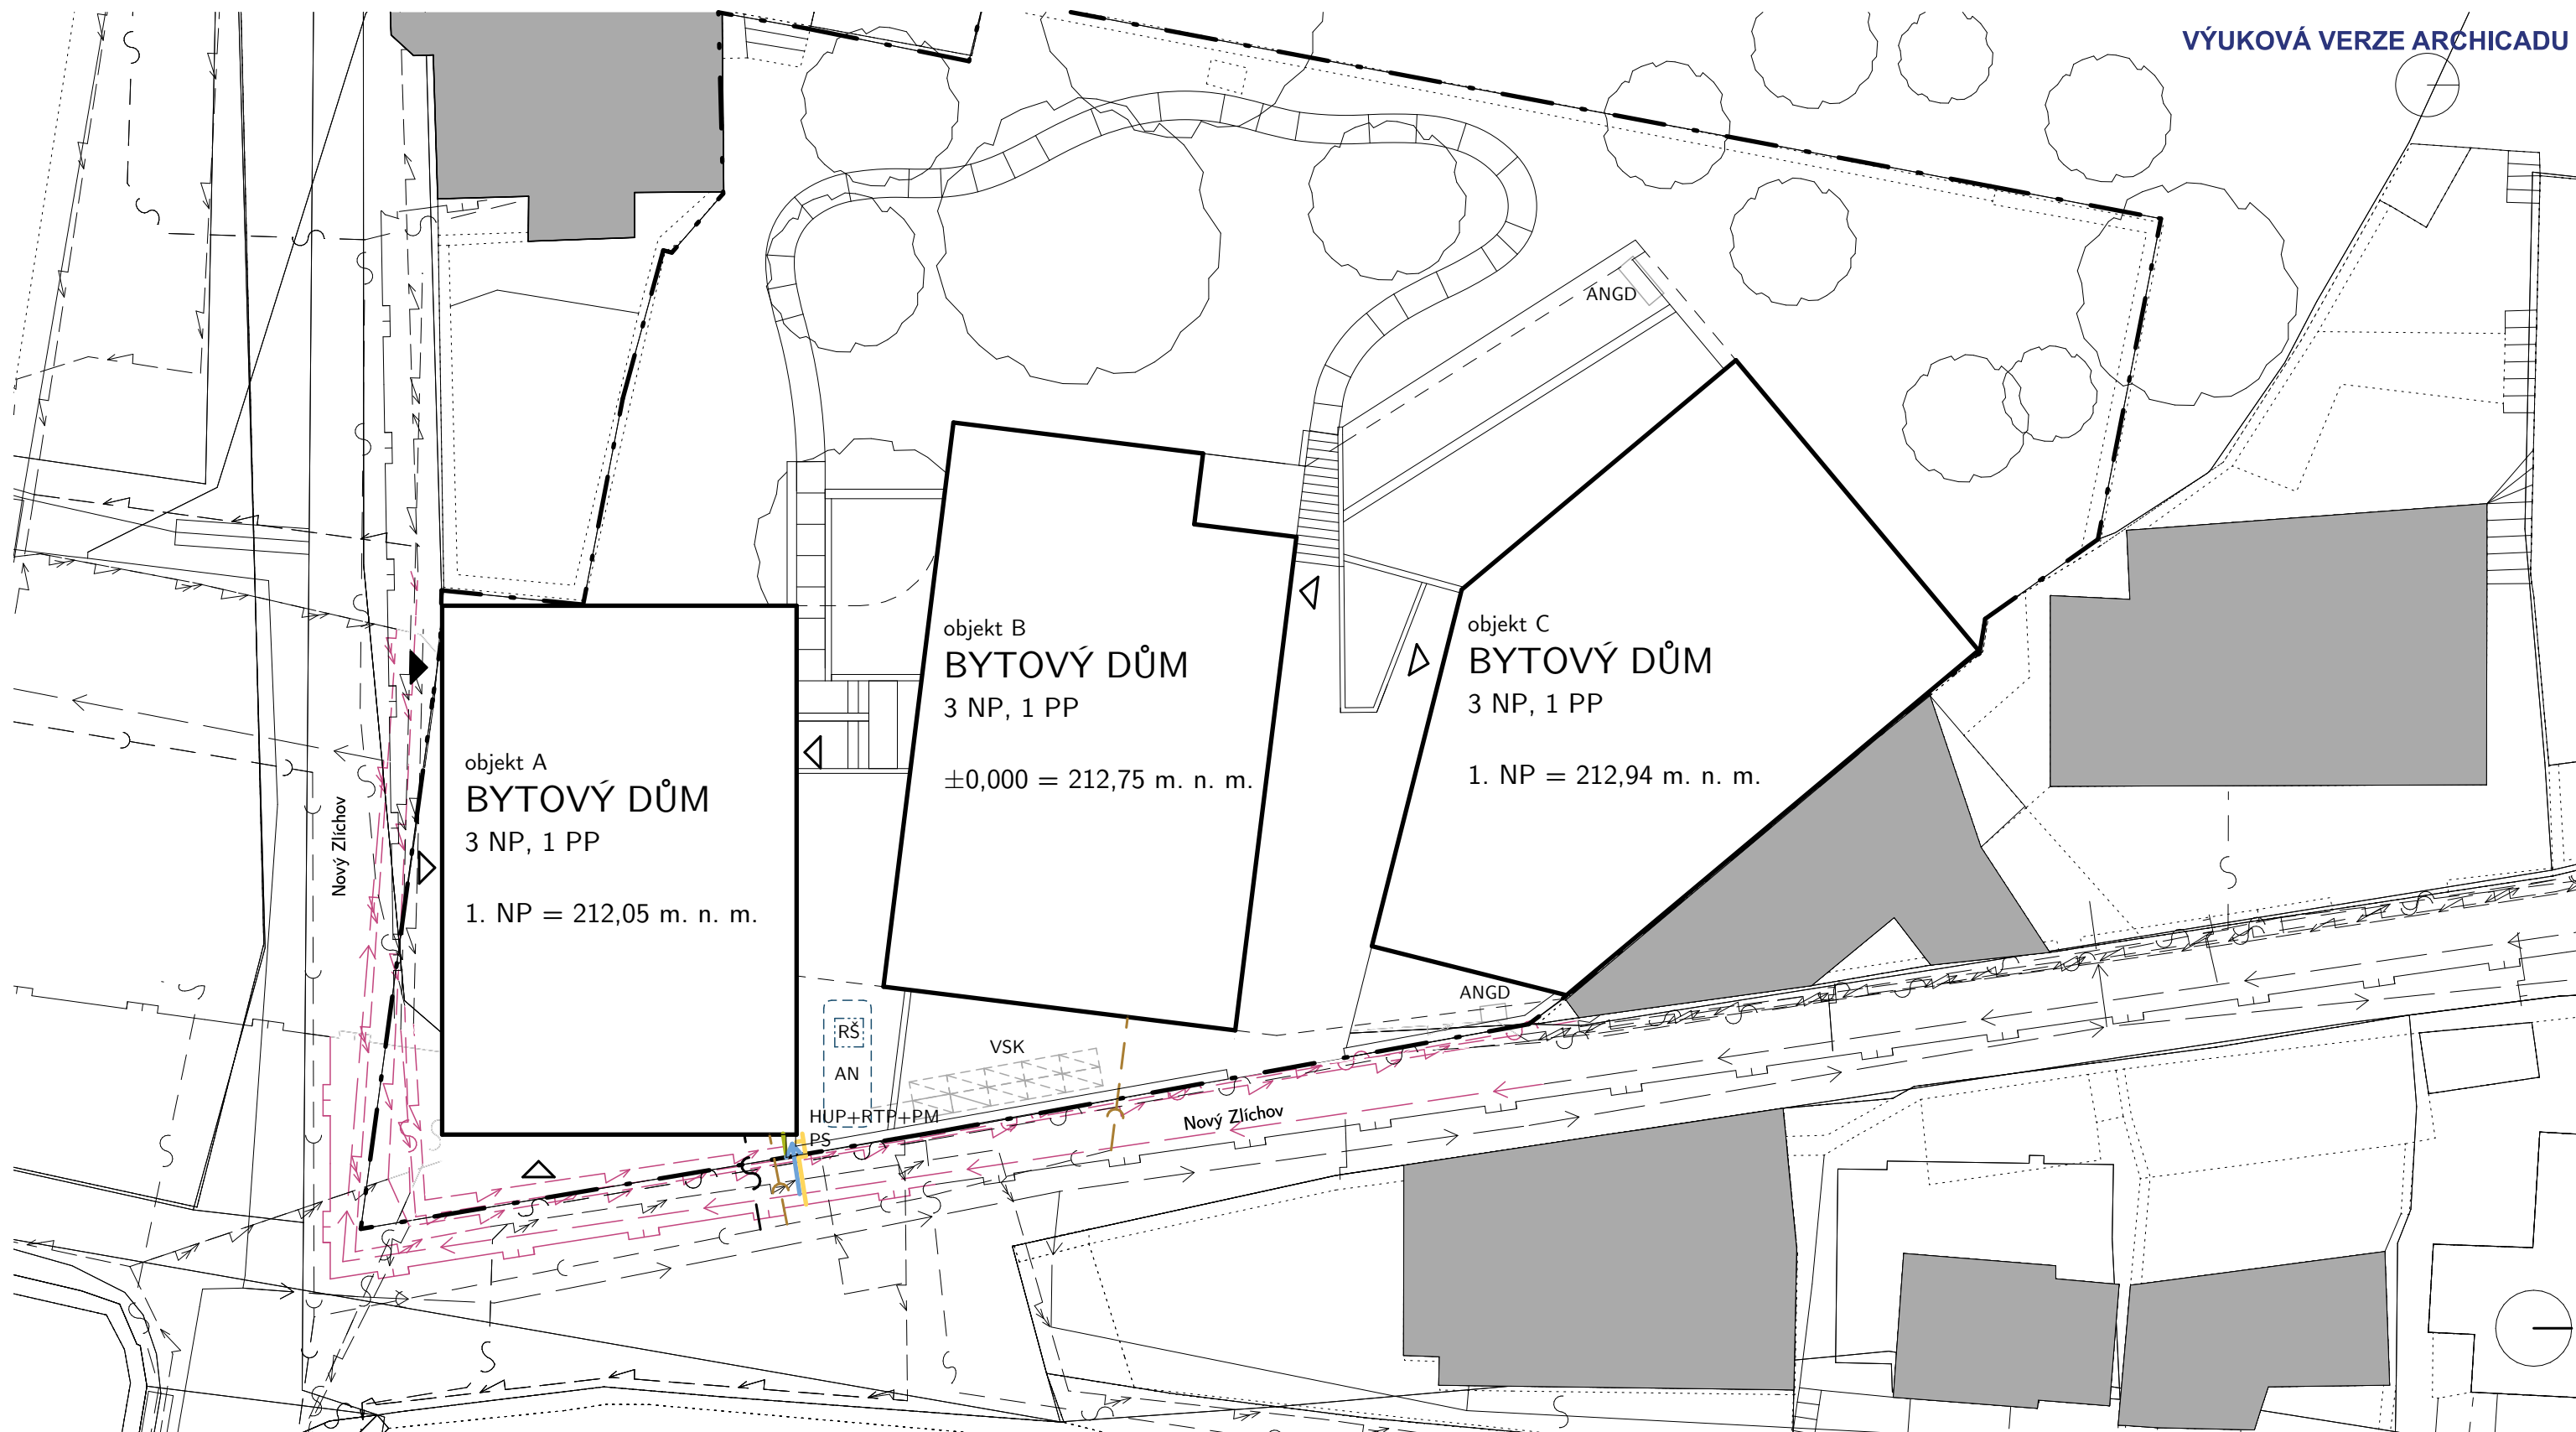 VÝUKOVÁ VERZE ARCHICADU
ANGD
objekt A
BYTOVÝ DŮM
3 NP, 1 PP
1. NP = 212,05 m. n. m.
objekt B
BYTOVÝ DŮM
3 NP, 1 PP
±0,000 = 212,75 m. n. m.
objekt C
BYTOVÝ DŮM
3 NP, 1 PP
1. NP = 212,94 m. n. m.
Nový Zlíchov
ANGD
RŠ
AN
VSK
HUP+RTP+PM
PS
Nový Zlíchov